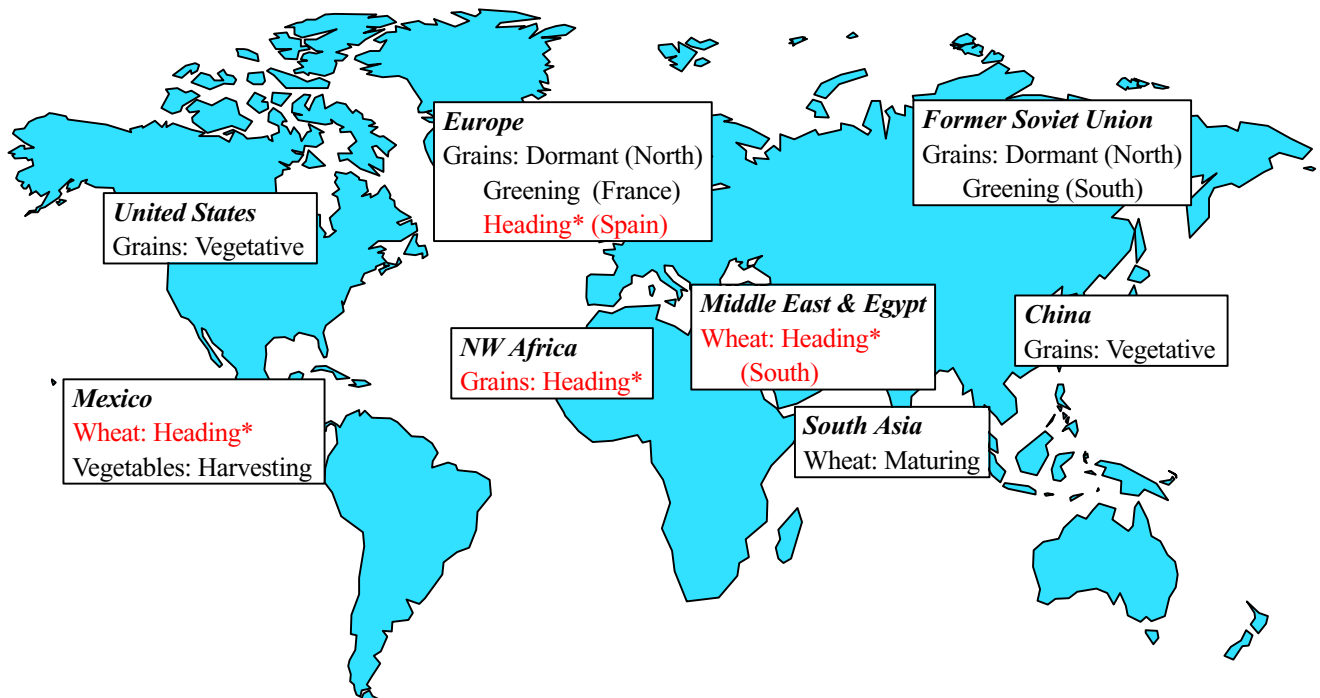 Europe
Grains: Dormant (North)
Greening (France)
Heading* (Spain)
Former Soviet Union
Grains: Dormant (North)
Greening (South)
United States
Grains: Vegetative
Middle East & Egypt
Wheat: Heading*
(South)
China
Grains: Vegetative
NW Africa
Grains: Heading*
Mexico
Wheat: Heading*
Vegetables: Harvesting
South Asia
Wheat: Maturing